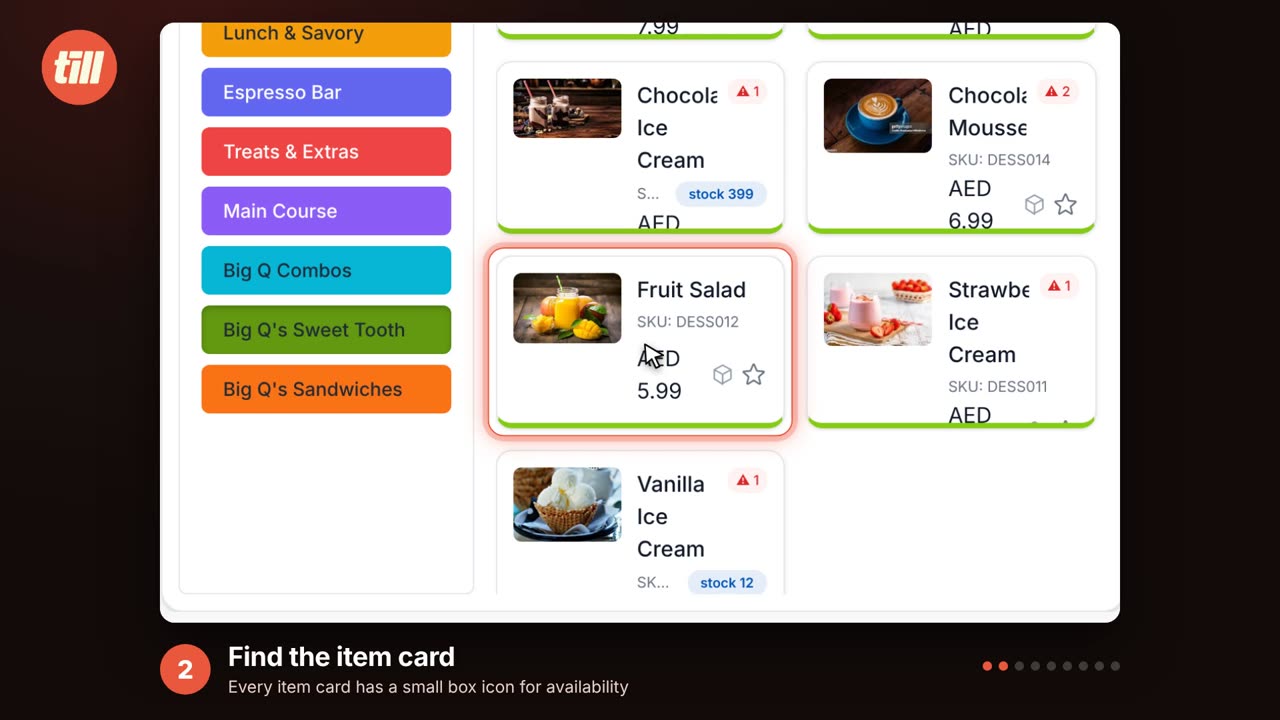 till
Lunch & Savory
Espresso Bar
Treats & Extras
Main Course
Big Q Combos
Big Q's Sweet Tooth
Big Q's Sandwiches
7.99
AED
Chocola
1
Ice
Cream
S...
stock 399
AED
Chocola
2
Mousse
SKU: DESS014
AED
6.99
Fruit Salad
SKU: DESS012
AED
5.99
Strawbe
1
Ice
Cream
SKU: DESS011
AED
Vanilla
1
Ice
Cream
SK...
stock 12
2
Find the item card
Every item card has a small box icon for availability